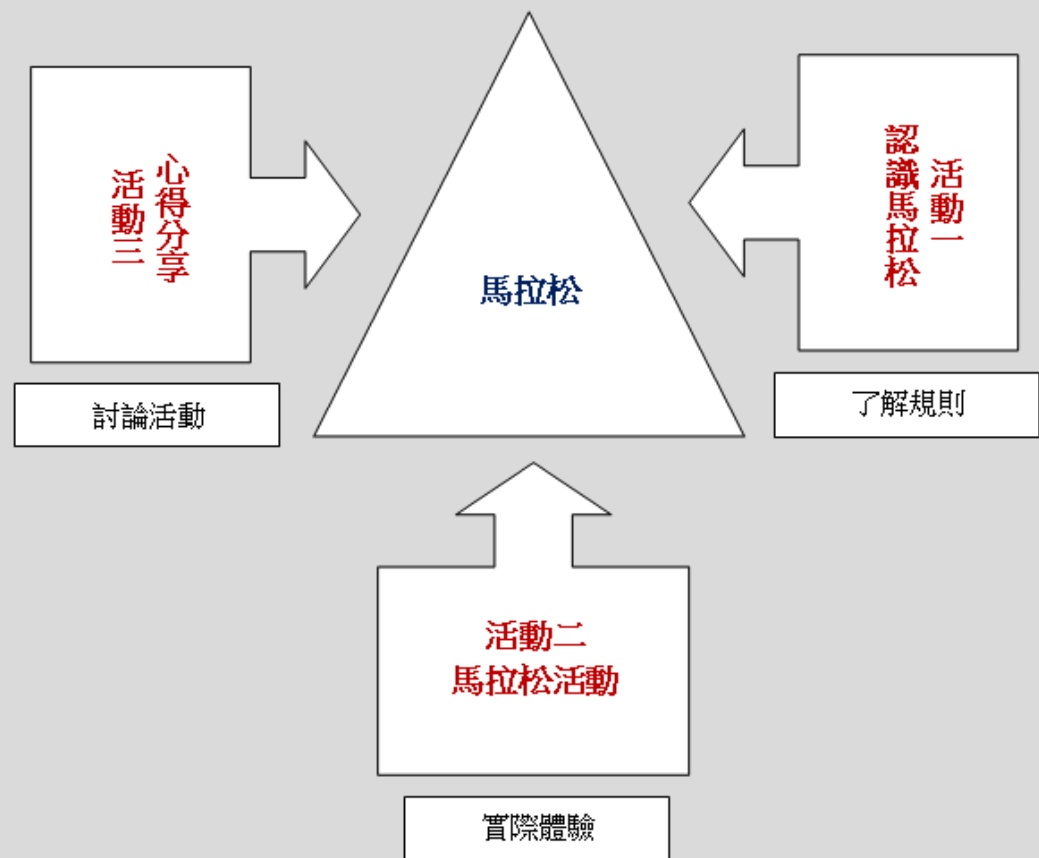 活動三
心得分享
討論活動
馬拉松
活動一
認識馬拉松
了解規則
活動二
馬拉松活動
實際體驗